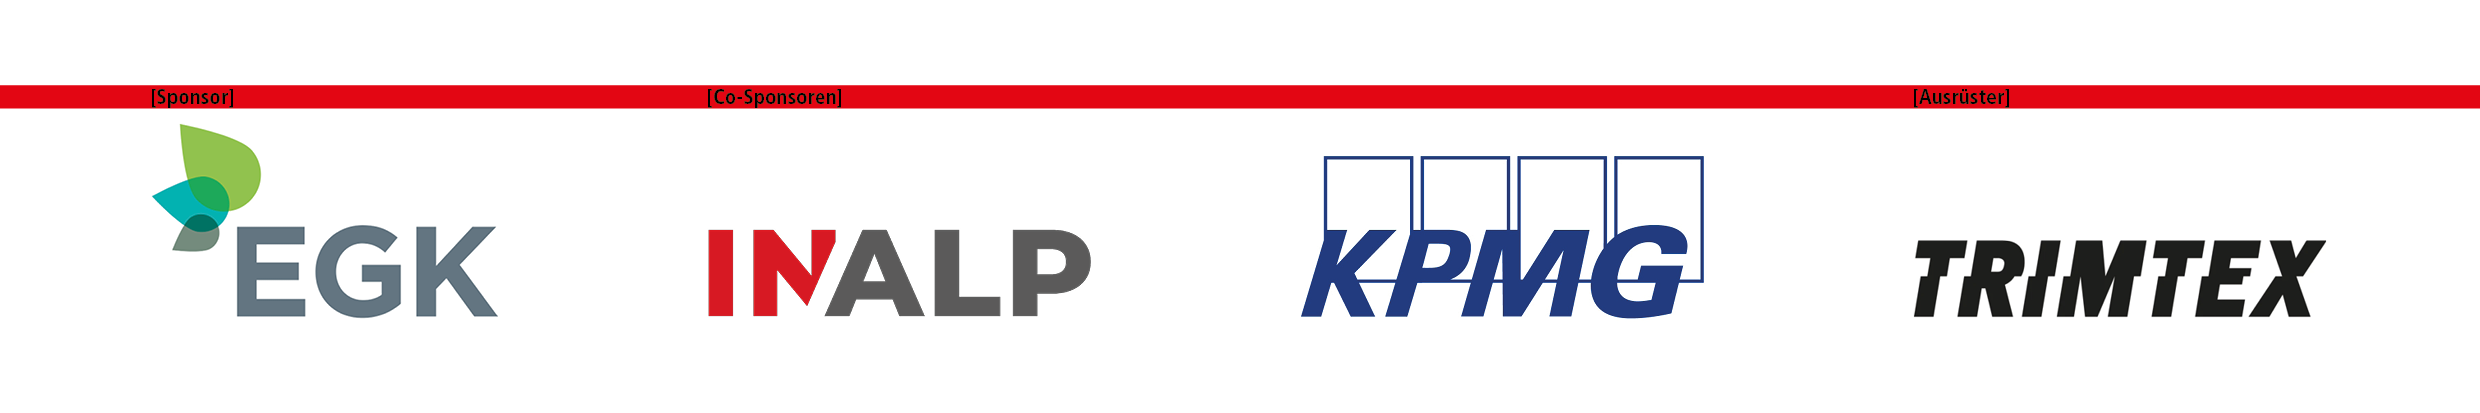 [Sponsor]
[Co-Sponsoren]
[Ausrüster]
EGK
INALP
KPMG
TRIMTEX